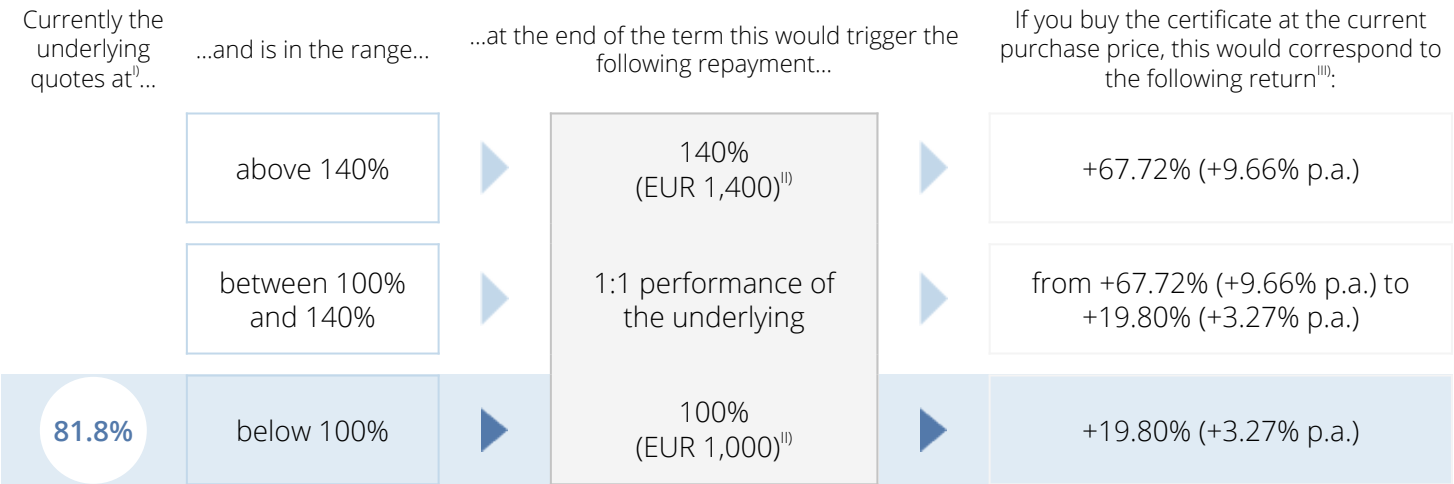 Currently the
underlying
quotes at I)...
...and is in the range...
...at the end of the term this would trigger the
following repayment...
If you buy the certificate at the current
purchase price, this would correspond to
the following return III):
above 140%
140%
(EUR 1,400) II)
+67.72% (+9.66% p.a.)
between 100%
and 140%
1:1 performance of
the underlying
from +67.72% (+9.66% p.a.) to
+19.80% (+3.27% p.a.)
81.8%
below 100%
100%
(EUR 1,000) II)
+19.80% (+3.27% p.a.)